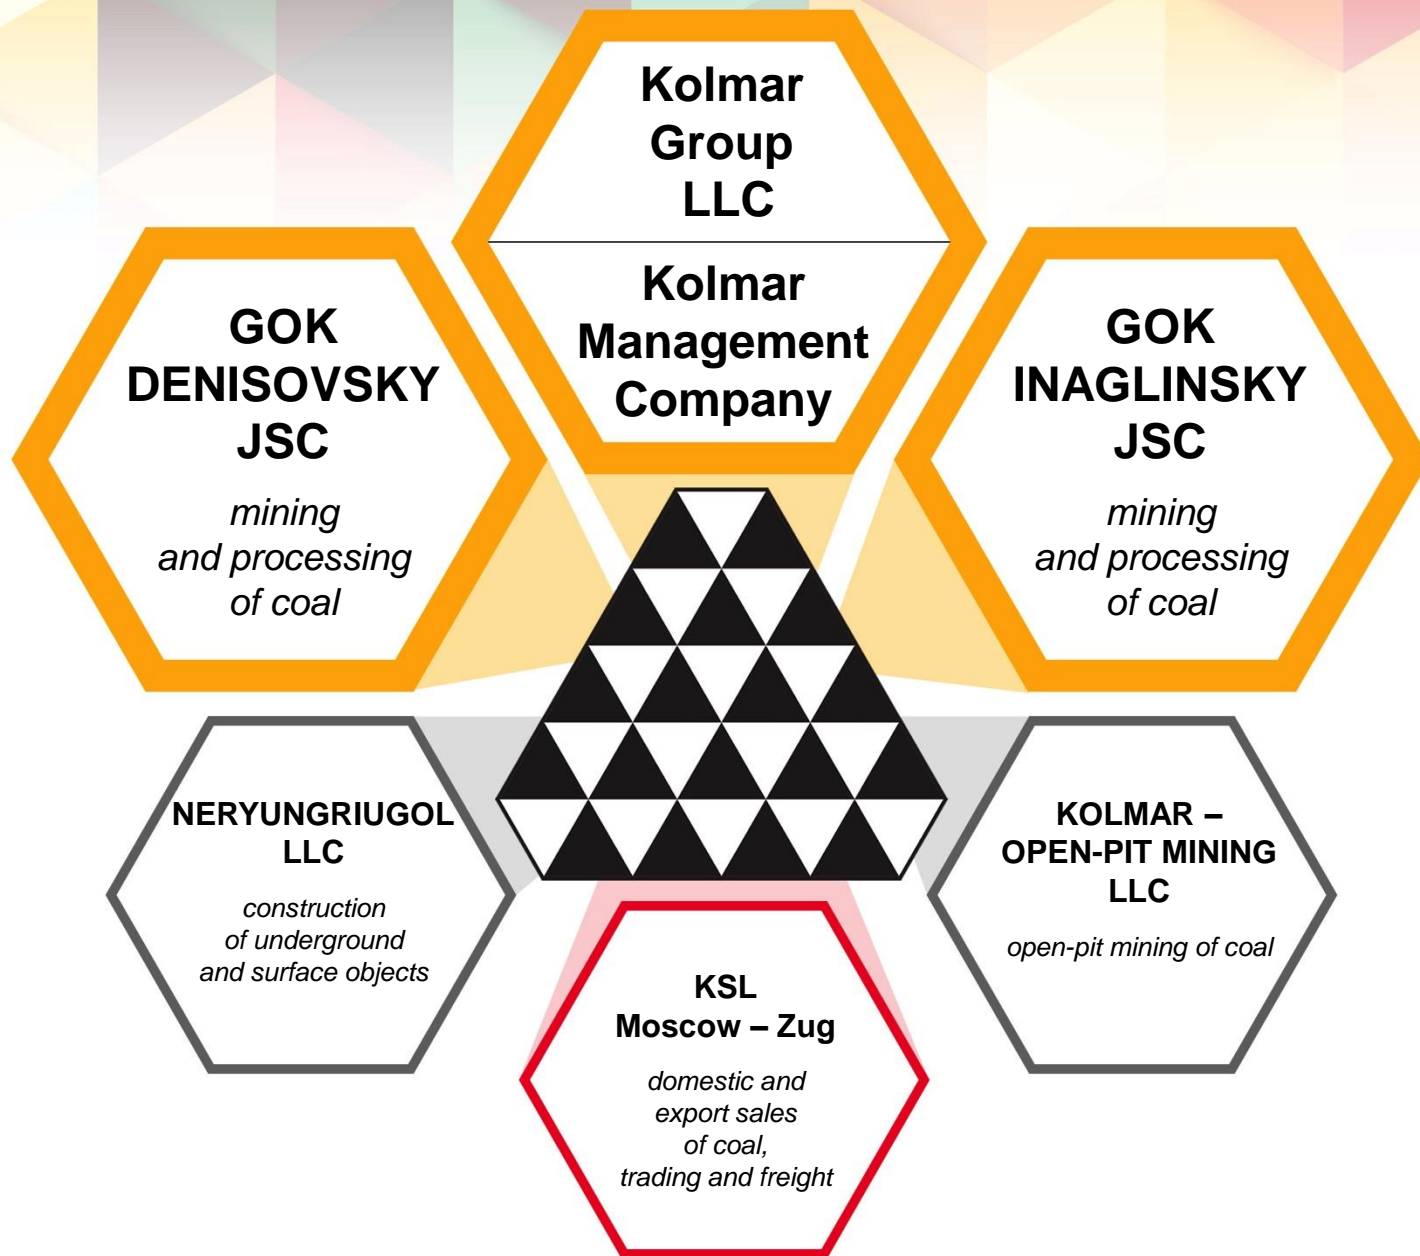 Kolmar
Group
LLC
Kolmar
Management
Company
GOK
DENISOVSKY
JSC
mining
and processing
of coal
GOK
INAGLINSKY
JSC
mining
and processing
of coal
NERYUNGRIUGOL
LLC
construction
of underground
and surface objects
KOLMAR –
OPEN-PIT MINING
LLC
open-pit mining of coal
KSL
Moscow – Zug
domestic and
export sales
of coal,
trading and freight